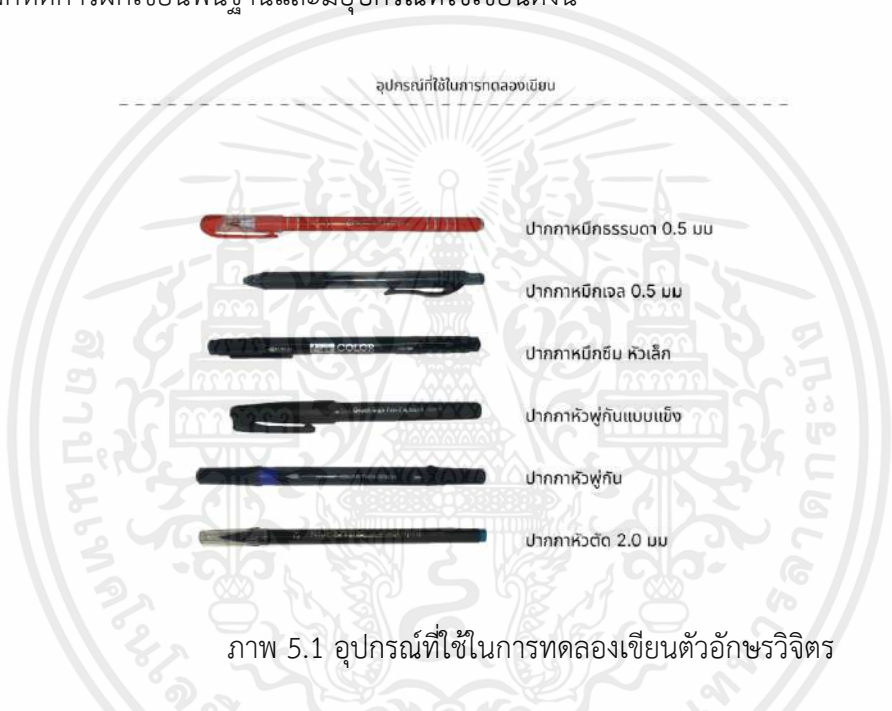 อุปกรณ์ที่ใช้ในการทดลองเขียน
ปากกาหมึกธรรมดา 0.5 มม
ปากกาหมึกเจล 0.5 มม
ปากกาหมึกซึม หัวเล็ก
COLOR
ปากกาหัวพู่กันแบบแข็ง
ปากกาหัวพู่กัน
ปากกาหัวตัด 2.0 มม
ภาพ 5.1 อุปกรณ์ที่ใช้ในการทดลองเขียนตัวอักษรวิจิตร